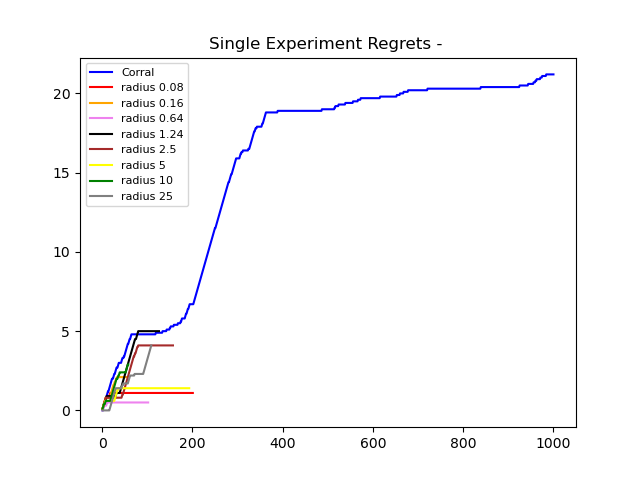 Single Experiment Regrets -
Corral
radius 0.08
radius 0.16
radius 0.64
radius 1.24
radius 2.5
radius 5
radius 10
radius 25
20
15
10
5
0
0 200 400 600 800 1000